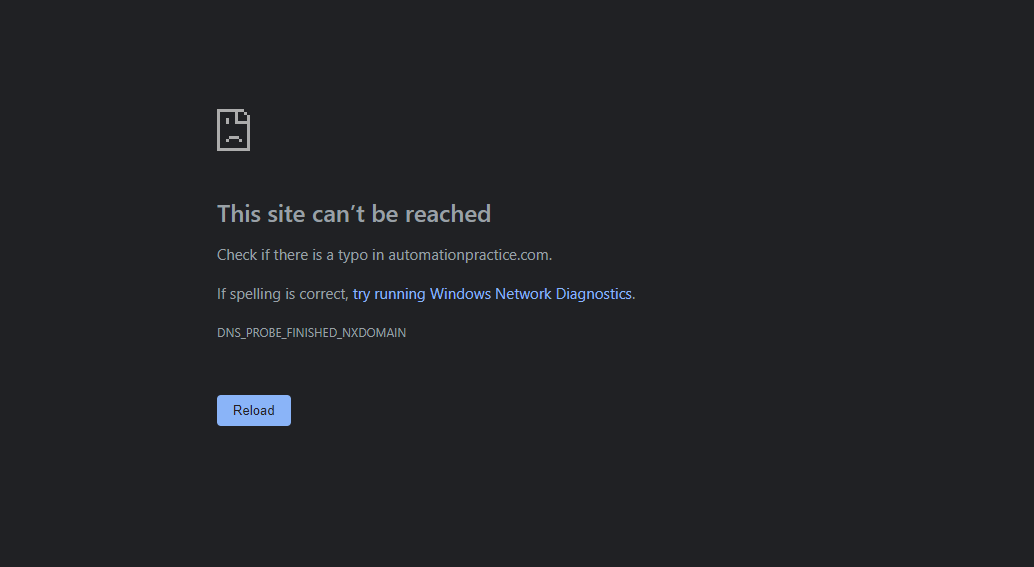 This site can’t be reached
Check if there is a typo in automationpractice.com.
If spelling is correct, try running Windows Network Diagnostics.
DNS_PROBE_FINISHED_NXDOMAIN
Reload